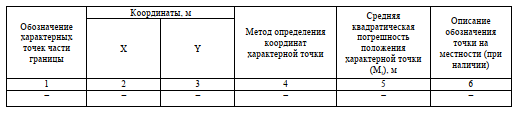 Обозначение
характерных
точек части
границы
Координаты, м
X
Y
Метод определения
координат
характерной точки
Средняя
квадратическая
погрешность
положения
характерной точки
(Mt), м
Описание
обозначения
точки на
местности (при
наличии)
1
2
3
4
5
6
–
–
–
–
–
–